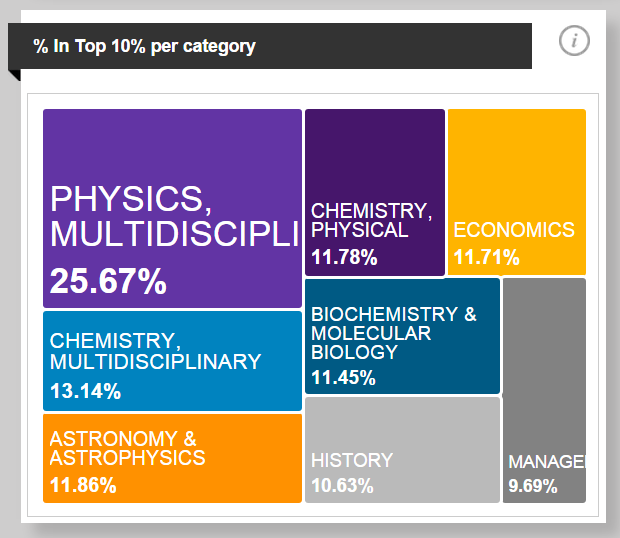 % In Top 10% per category
i
PHYSICS,
MULTIDISCIPLI
25.67%
CHEMISTRY,
PHYSICAL
11.78%
ECONOMICS
11.71%
CHEMISTRY,
MULTIDISCIPLINARY
13.14%
BIOCHEMISTRY &
MOLECULAR
BIOLOGY
11.45%
ASTRONOMY &
ASTROPHYSICS
11.86%
HISTORY
10.63%
MANAGE
9.69%